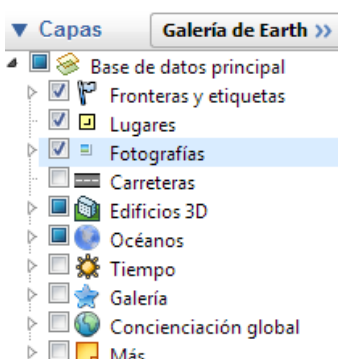 Capas Galería de Earth >>
Base de datos principal
Fronteras y etiquetas
Lugares
Fotografías
Carreteras
Edificios 3D
Océanos
Tiempo
Galería
Concienciación global
Más